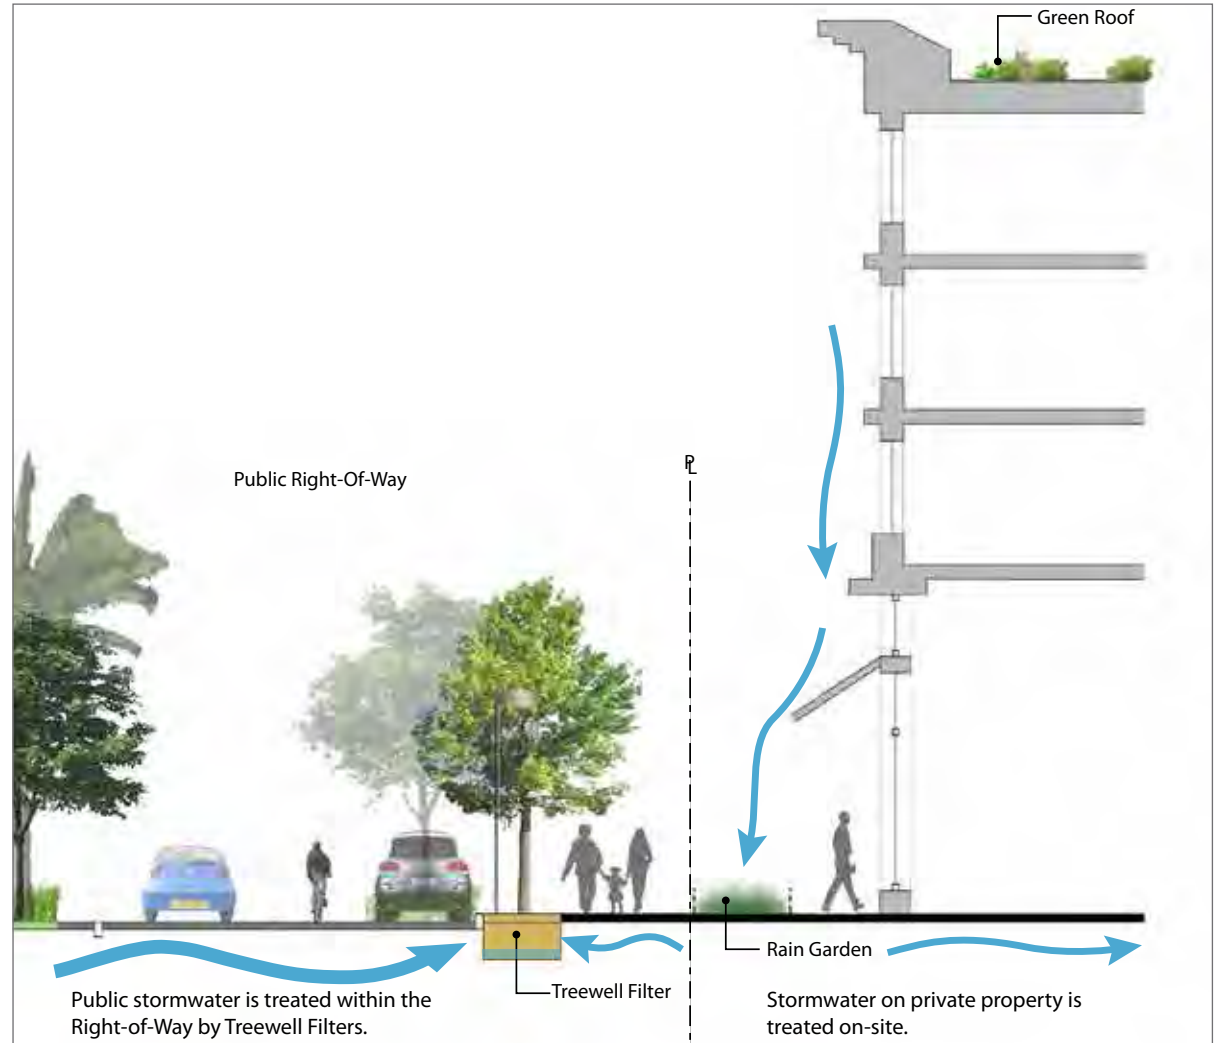 Green Roof
Public Right-Of-Way
PL
Rain Garden
Treewell Filter
Public stormwater is treated within the
Right-of-Way by Treewell Filters.
Stormwater on private property is
treated on-site.